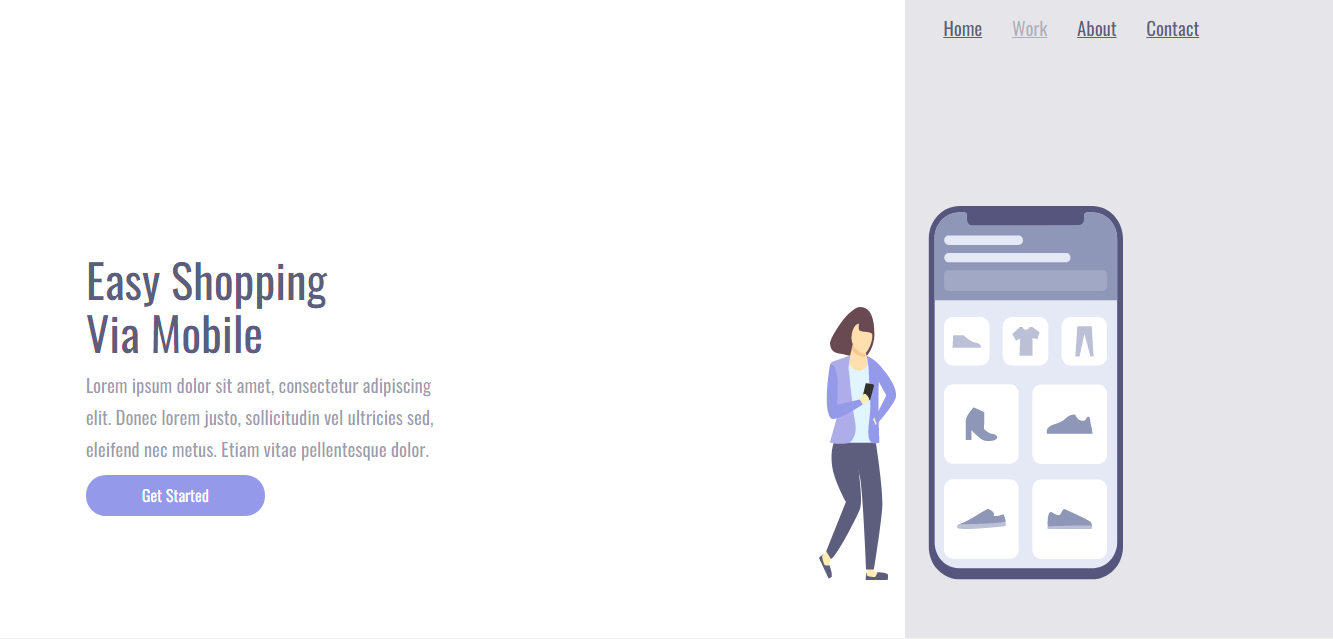 Home Work About Contact
Easy Shopping
Via Mobile
Lorem ipsum dolor sit amet, consectetur adipiscing
elit. Donec lorem justo, sollicitudin vel ultricies sed,
eleifend nec metus. Etiam vitae pellentesque dolor.
Get Started